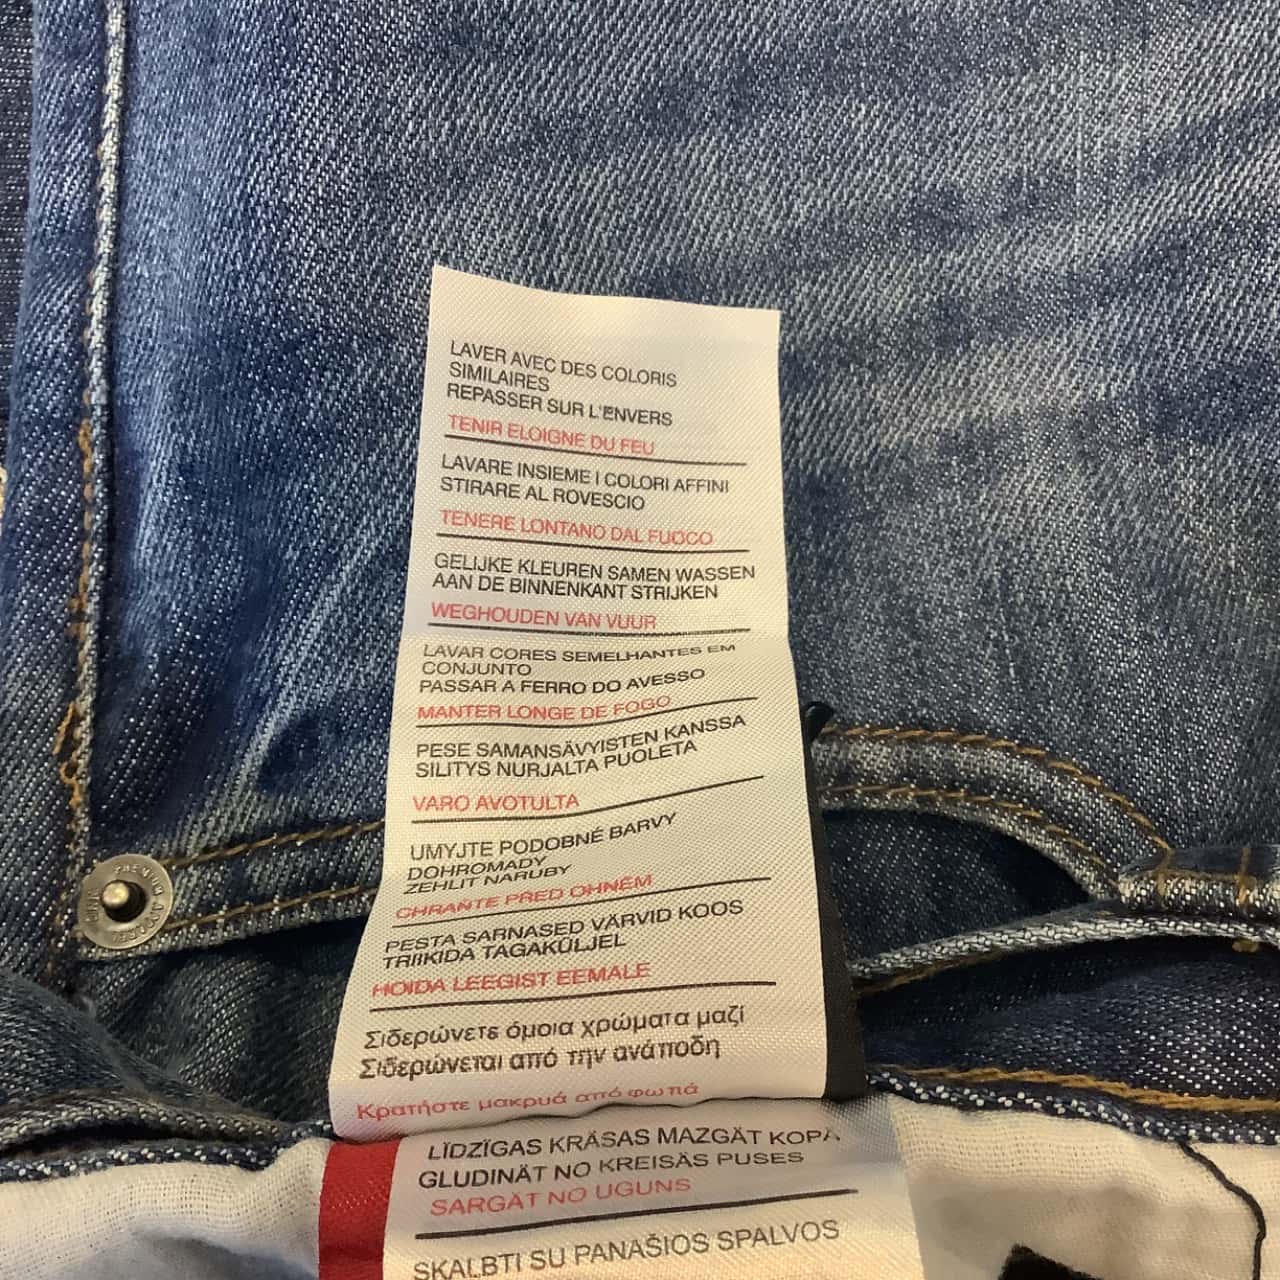 LAVER AVEC DES COLORIS
SIMILAIRES
REPASSER SUR L'ENVERS
TENIR ELOIGNE DU FEU
LAVARE INSIEME I COLORI AFFINI
STIRARE AL ROVESCIO
TENERE LONTANO DAL FUOCO
GELIJKE KLEUREN SAMEN WASSEN
AAN DE BINNENKANT STRIJKEN
WEGHOUDEN VAN VUUR
LAVAR CORES SEMELHANTES EM
CONJUNTO
PASSAR A FERRO DO AVESSO
MANTER LONGE DE FOGO
PESE SAMANSÄVYISTEN KANSSA
SILITYS NURJALTA PUOLETA
VARO AVOTULTA
UMYJTE PODOBNÉ BARVY
DOHROMADY
ZEHLIT NARUBY
CHRAŇTE PŘED OHNĚM
PESTA SARNASED VÄRVID KOOS
TRIIKIDA TAGAKÜLJEL
HOIDA LEEGIST EEMALE
Σιδερώνετε όμοια χρώματα μαζί
Σιδερώνεται από την ανάποδη
Κρατήστε μακρυά από φωτιά
LĪDZĪGAS KRĀSAS MAZGĀT KOPĀ
GLUDINĀT NO KREISĀS PUSES
SARGĀT NO UGUNS
SKALBTI SU PANAŠIOS SPALVOS